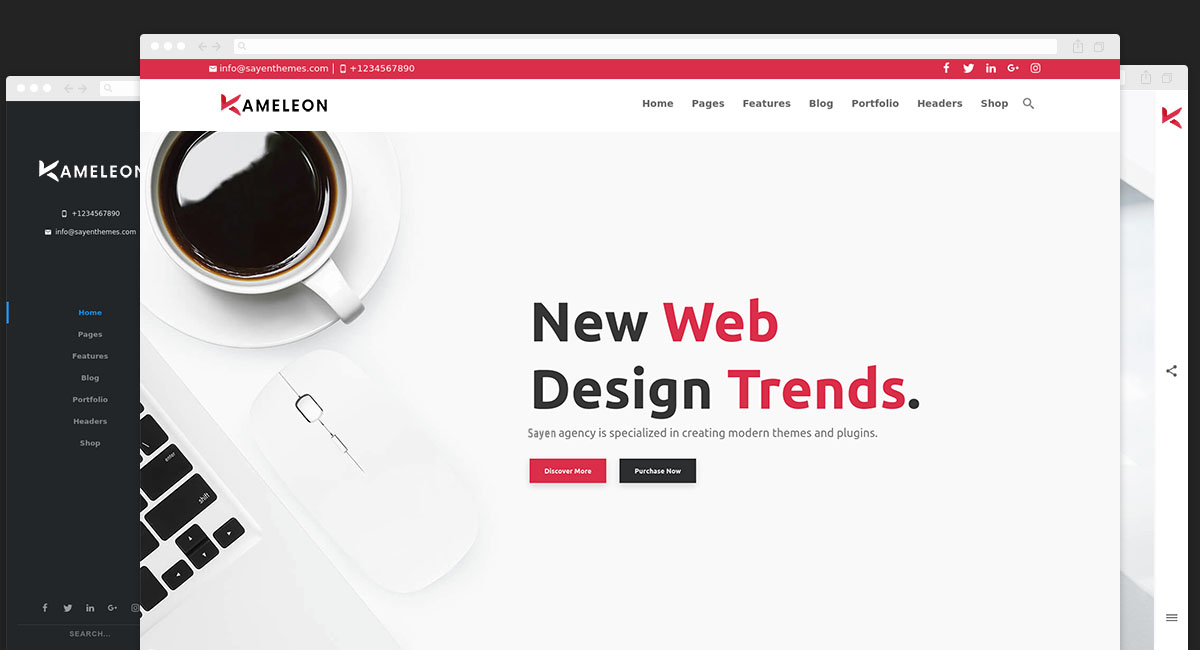 info@sayenthemes.com | +1234567890
KAMELEON
Home Pages Features Blog Portfolio Headers Shop
New Web
Design Trends.
Sayen agency is specialized in creating modern themes and plugins.
Discover More Purchase Now
enter
shift
KAMELEON
+1234567890
info@sayenthemes.com
Home
Pages
Features
Blog
Portfolio
Headers
Shop
SEARCH...